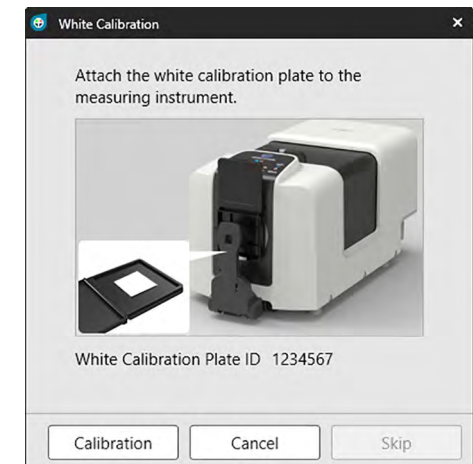 White Calibration
Attach the white calibration plate to the
measuring instrument.
White Calibration Plate ID 1234567
Calibration
Cancel
Skip